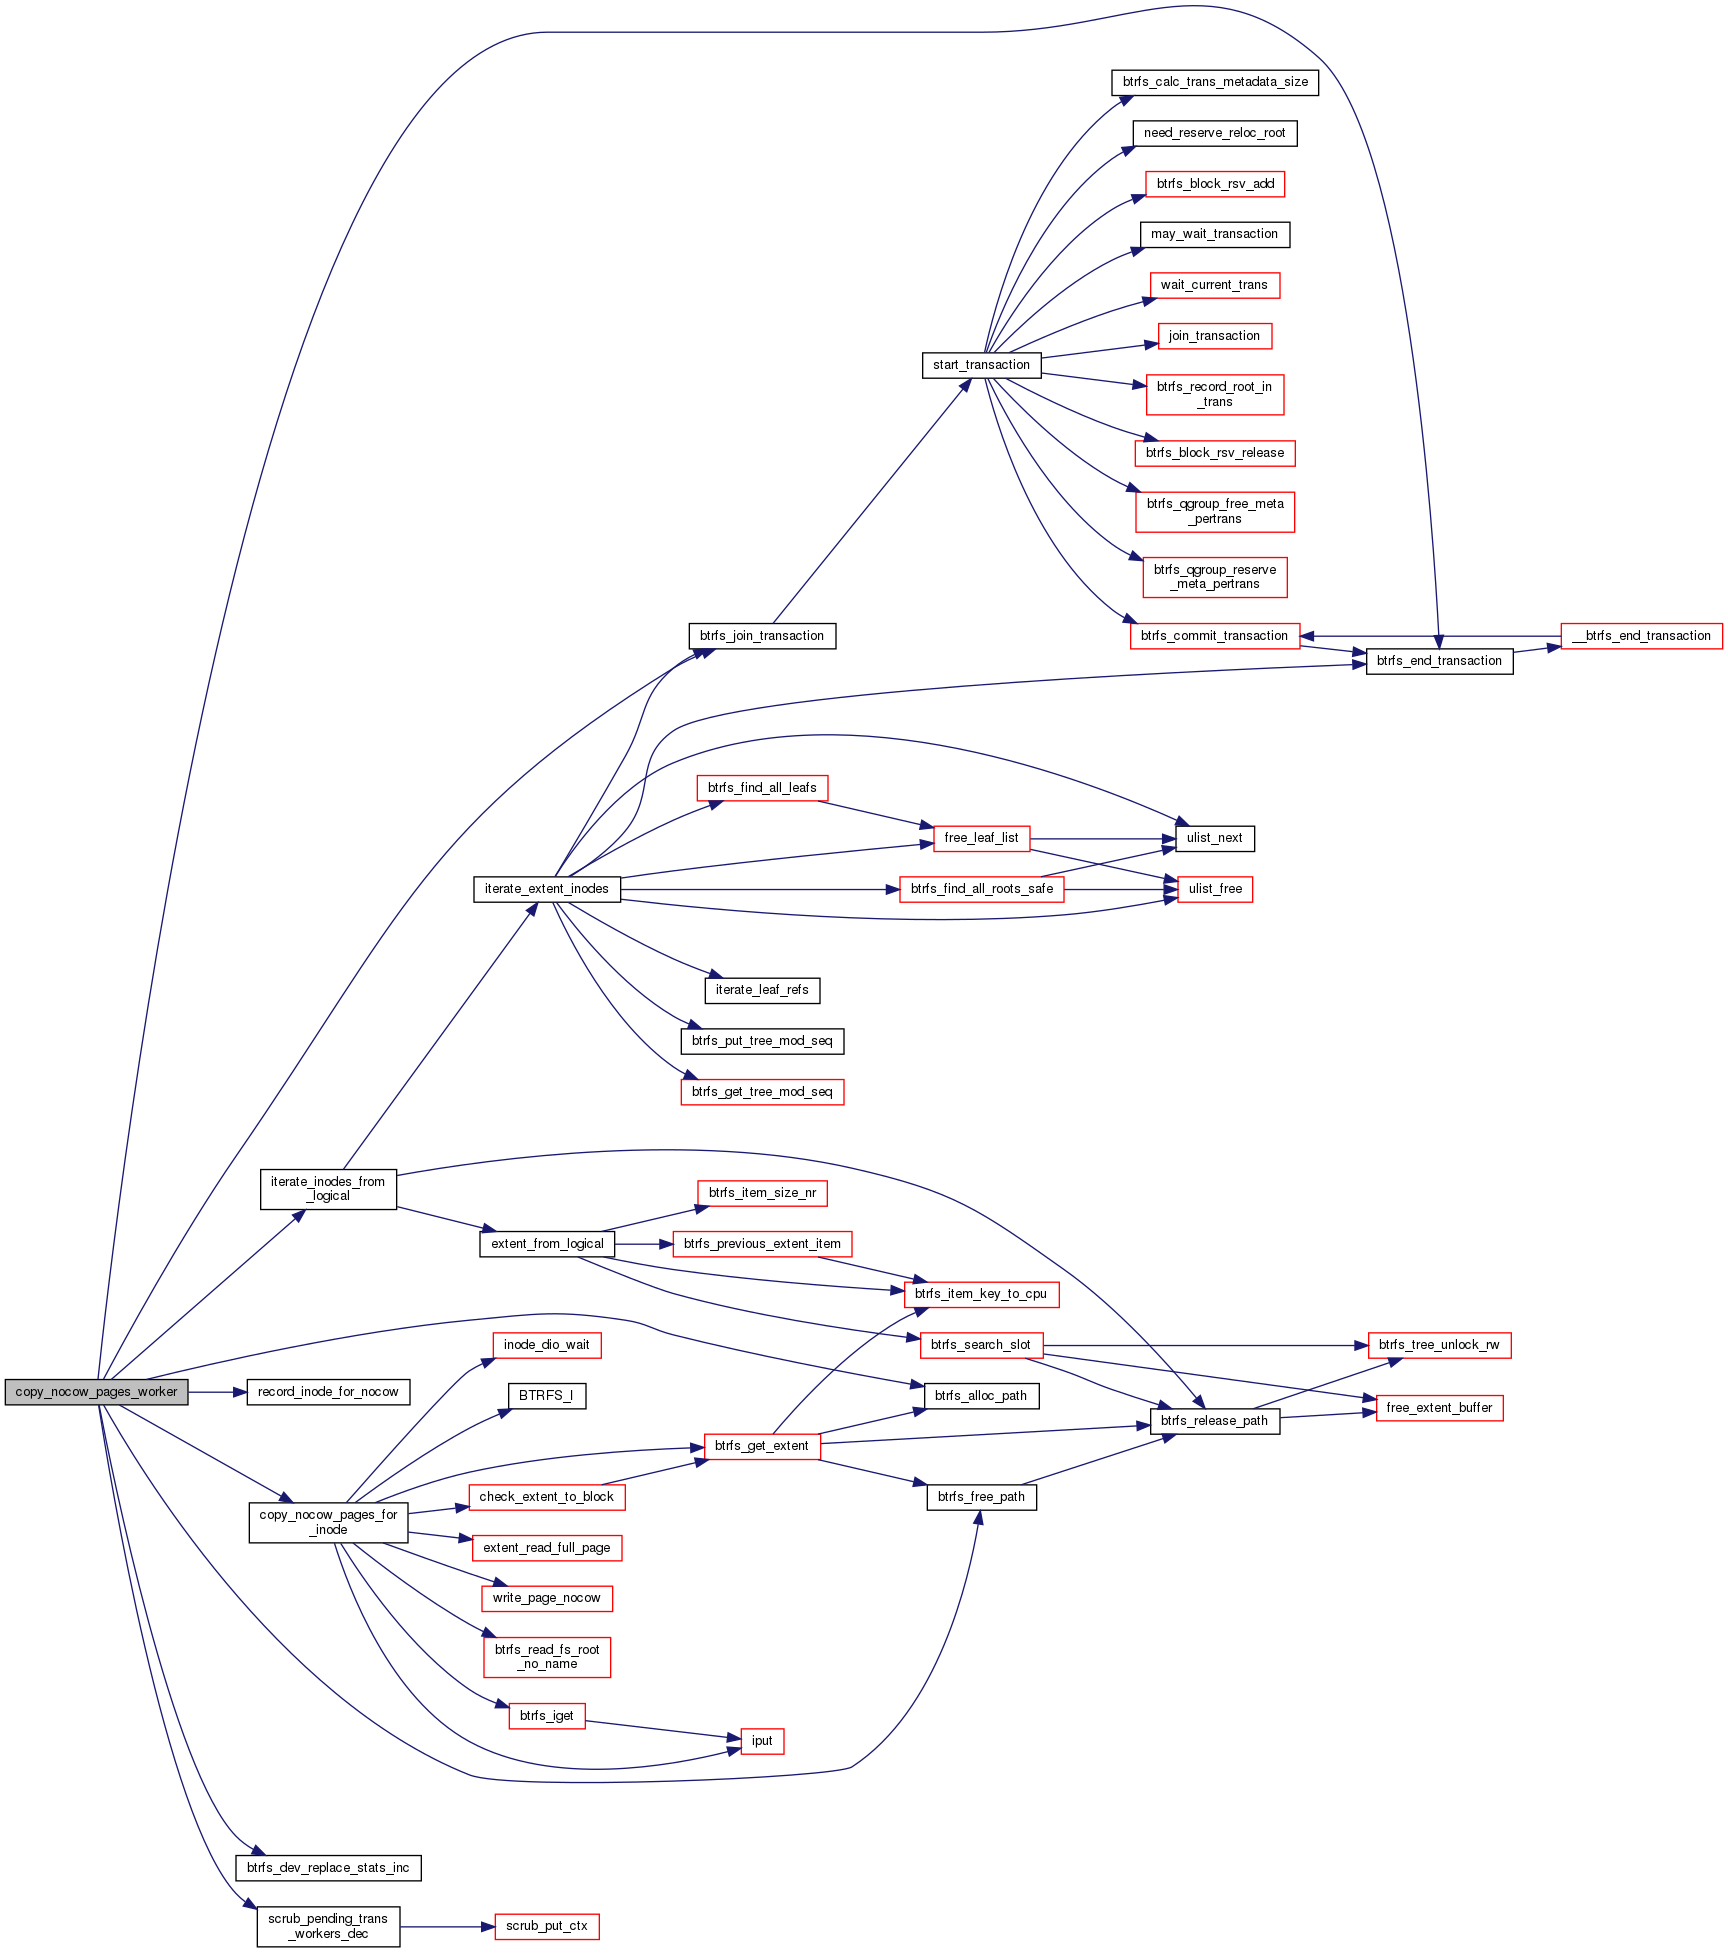 btrfs_calc_trans_metadata_size
need_reserve_reloc_root
btrfs_block_rsv_add
may_wait_transaction
wait_current_trans
join_transaction
start_transaction
btrfs_record_root_in
_trans
btrfs_block_rsv_release
btrfs_qgroup_free_meta
_pertrans
btrfs_qgroup_reserve
_meta_pertrans
btrfs_join_transaction
btrfs_commit_transaction
__btrfs_end_transaction
btrfs_end_transaction
btrfs_find_all_leafs
free_leaf_list
ulist_next
iterate_extent_inodes
btrfs_find_all_roots_safe
ulist_free
iterate_leaf_refs
btrfs_put_tree_mod_seq
btrfs_get_tree_mod_seq
iterate_inodes_from
_logical
btrfs_item_size_nr
extent_from_logical
btrfs_previous_extent_item
btrfs_item_key_to_cpu
inode_dio_wait
btrfs_search_slot
btrfs_tree_unlock_rw
copy_nocow_pages_worker
record_inode_for_nocow
BTRFS_I
btrfs_alloc_path
free_extent_buffer
btrfs_release_path
btrfs_get_extent
check_extent_to_block
btrfs_free_path
copy_nocow_pages_for
_inode
extent_read_full_page
write_page_nocow
btrfs_read_fs_root
_no_name
btrfs_iget
iput
btrfs_dev_replace_stats_inc
scrub_pending_trans
_workers_dec
scrub_put_ctx